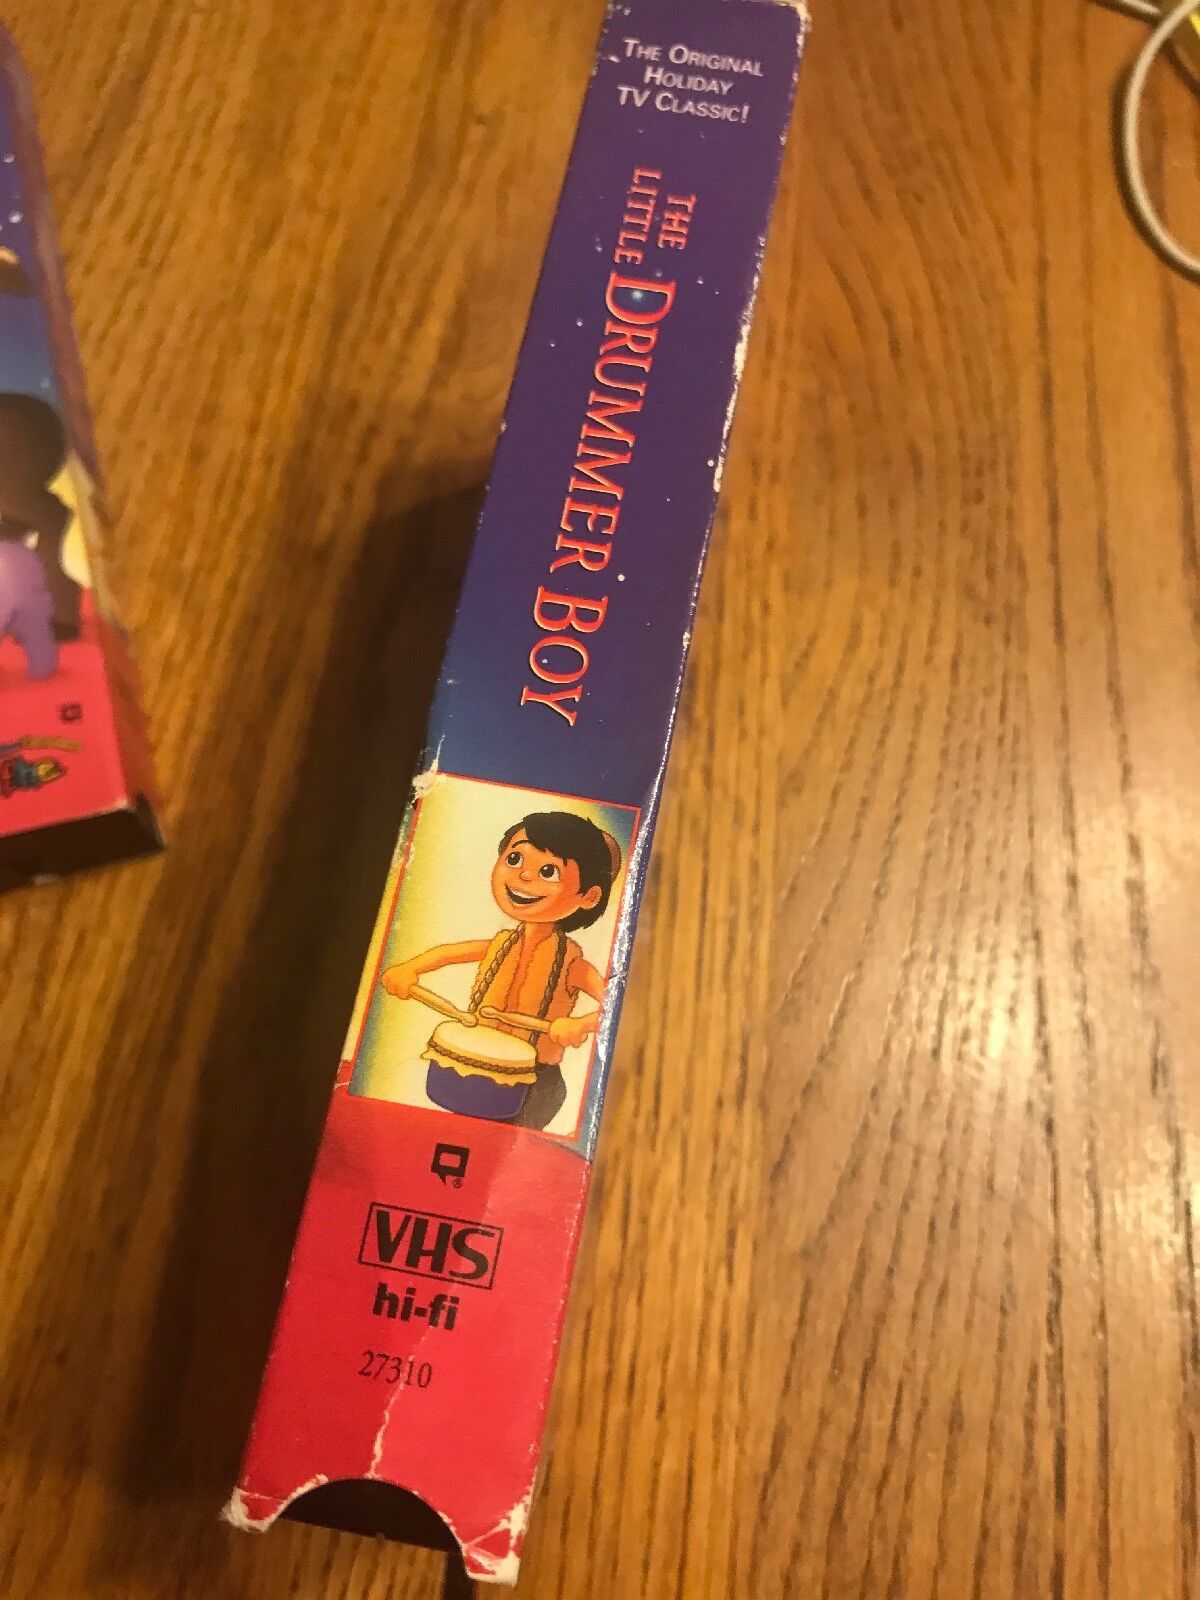 THE ORIGINAL
HOLIDAY
TV CLASSIC!
THE
LITTLE DRUMMER BOY
®
VHS
hi-fi
27310